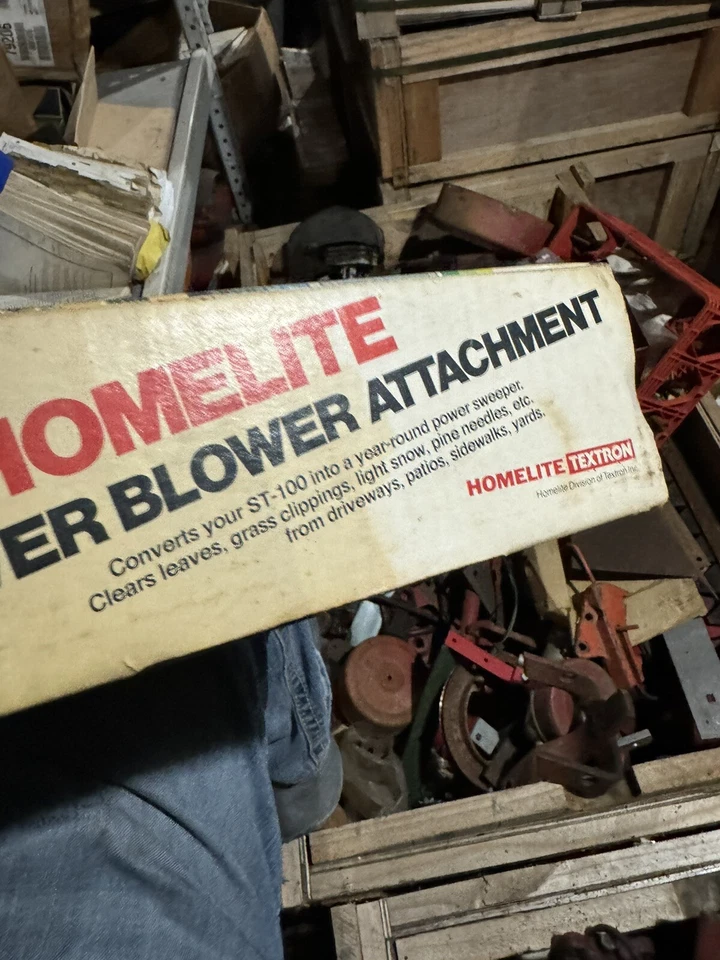 79206
HOMELITE
ER BLOWER ATTACHMENT
Converts your ST-100 into a year-round power sweeper.
Clears leaves, grass clippings, light snow, pine needles, etc.
from driveways, patios, sidewalks, yards.
HOMELITE TEXTRON
Homelite Division of Textron Inc.